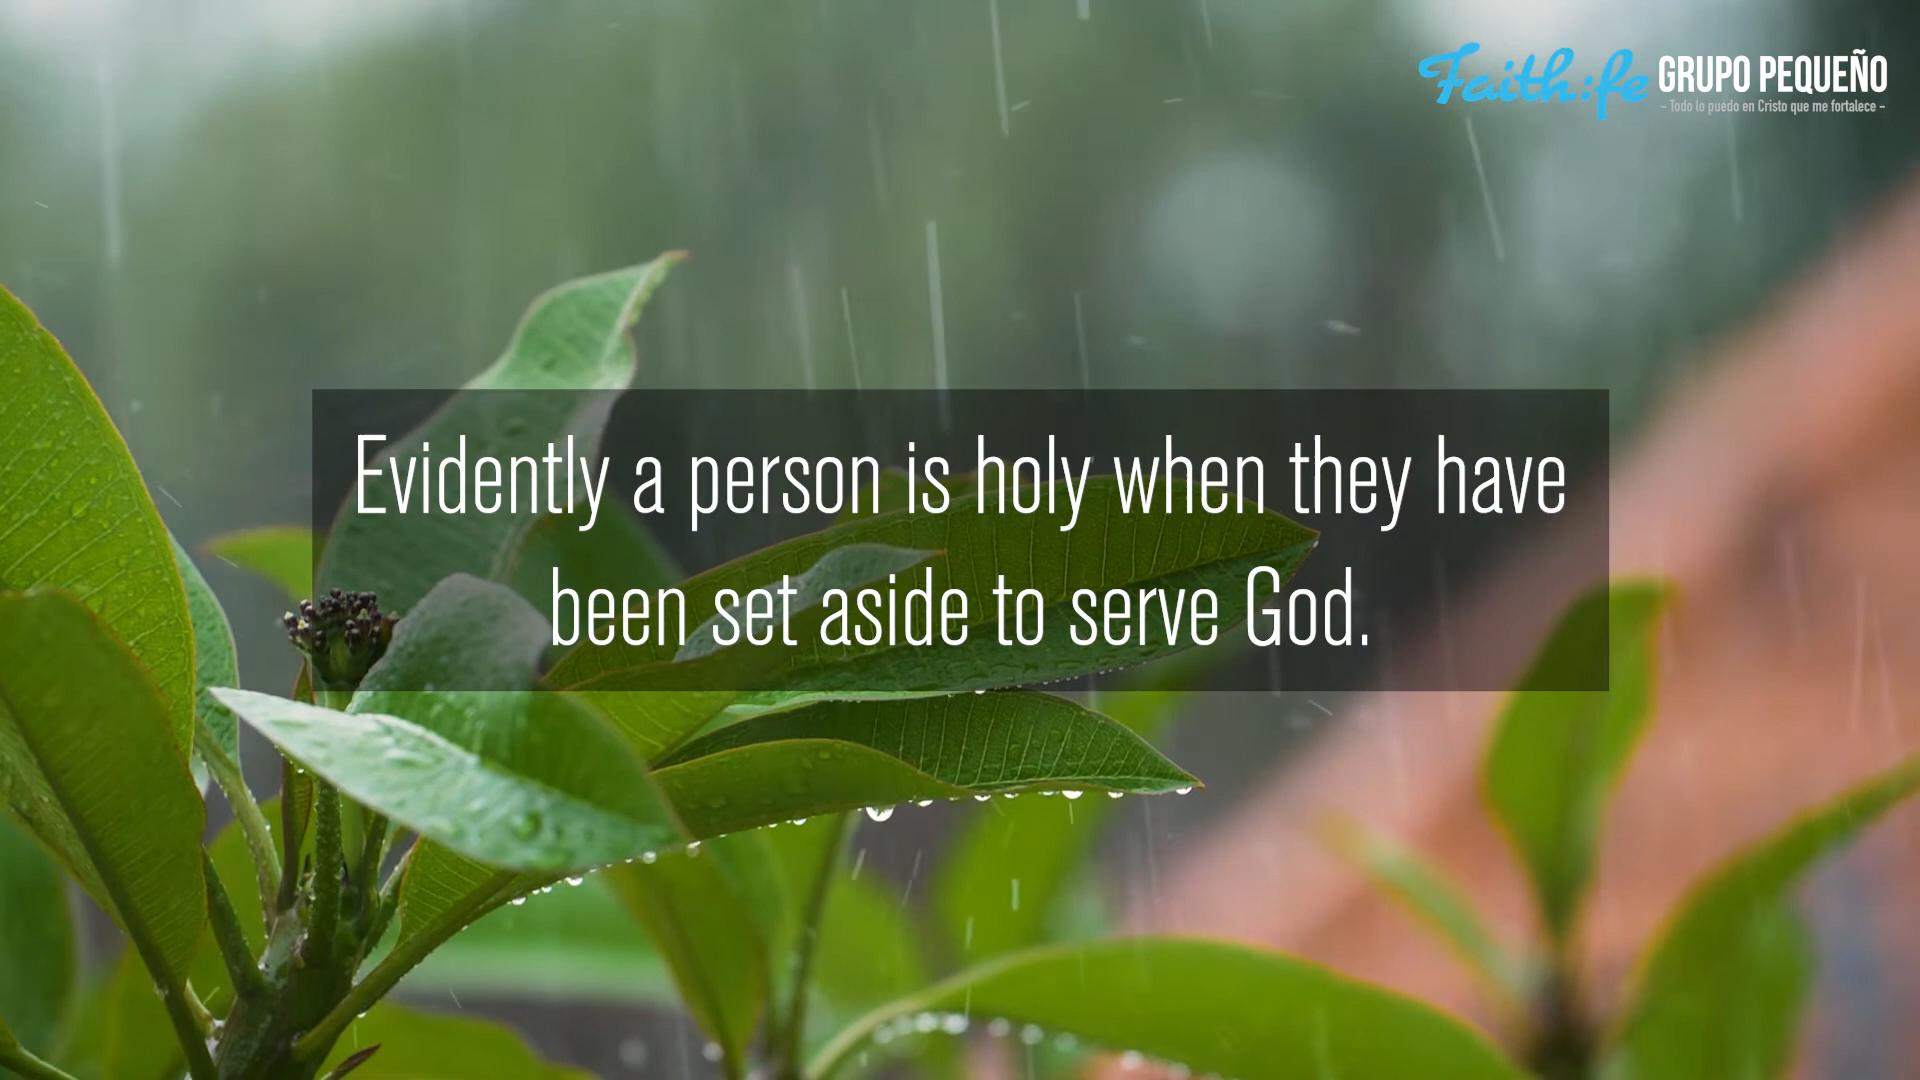 Faith:fe GRUPO PEQUEÑO
- Todo lo puedo en Cristo que me fortalece -
Evidently a person is holy when they have
been set aside to serve God.